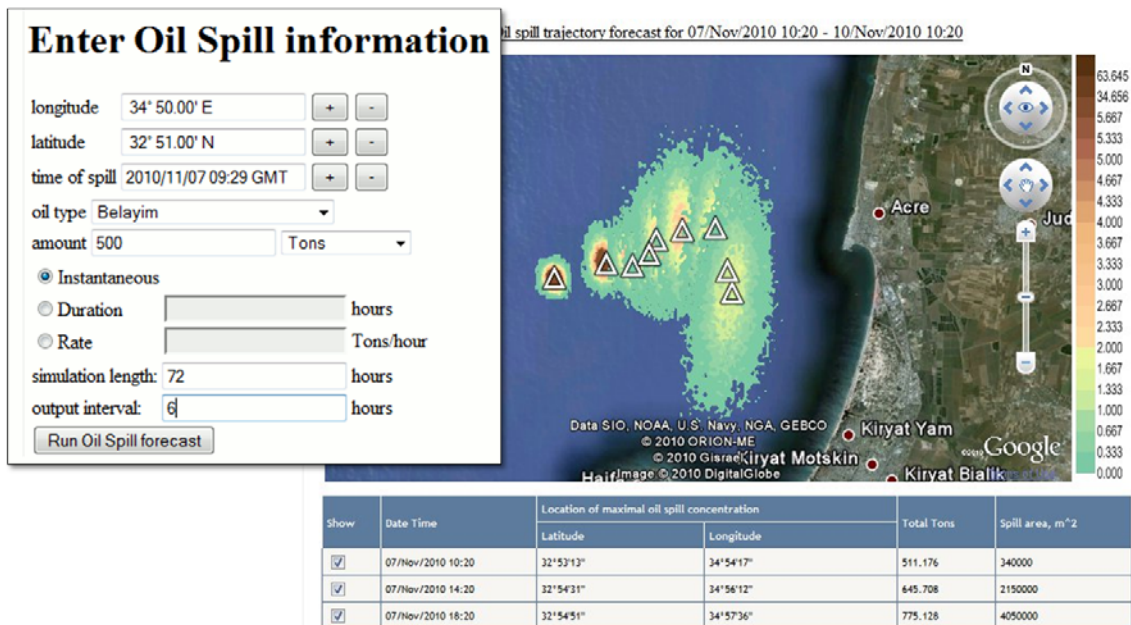 Enter Oil Spill information
longitude 34° 50.00' E + -
latitude 32° 51.00' N + -
time of spill 2010/11/07 09:29 GMT + -
oil type Belayim
amount 500 Tons
Instantaneous
Duration hours
Rate Tons/hour
simulation length: 72 hours
output interval: 6 hours
Run Oil Spill forecast
il spill trajectory forecast for 07/Nov/2010 10:20 - 10/Nov/2010 10:20
N
Acre
Jud
Kiryat Yam
Kiryat Motskin
Kiryat Bialik
Data SIO, NOAA, U.S. Navy, NGA, GEBCO
© 2010 ORION-ME
© 2010 Gisrael
Image © 2010 DigitalGlobe
©2010 Google
63.645
34.656
5.667
5.333
5.000
4.667
4.333
4.000
3.667
3.333
3.000
2.667
2.333
2.000
1.667
1.333
1.000
0.667
0.333
0.000
Show Date Time Location of maximal oil spill concentration Total Tons Spill area, m^2
Latitude Longitude
07/Nov/2010 10:20 32°53'13" 34°54'17" 511.176 340000
07/Nov/2010 14:20 32°54'31" 34°56'12" 645.708 2150000
07/Nov/2010 18:20 32°54'51" 34°57'36" 775.128 4050000